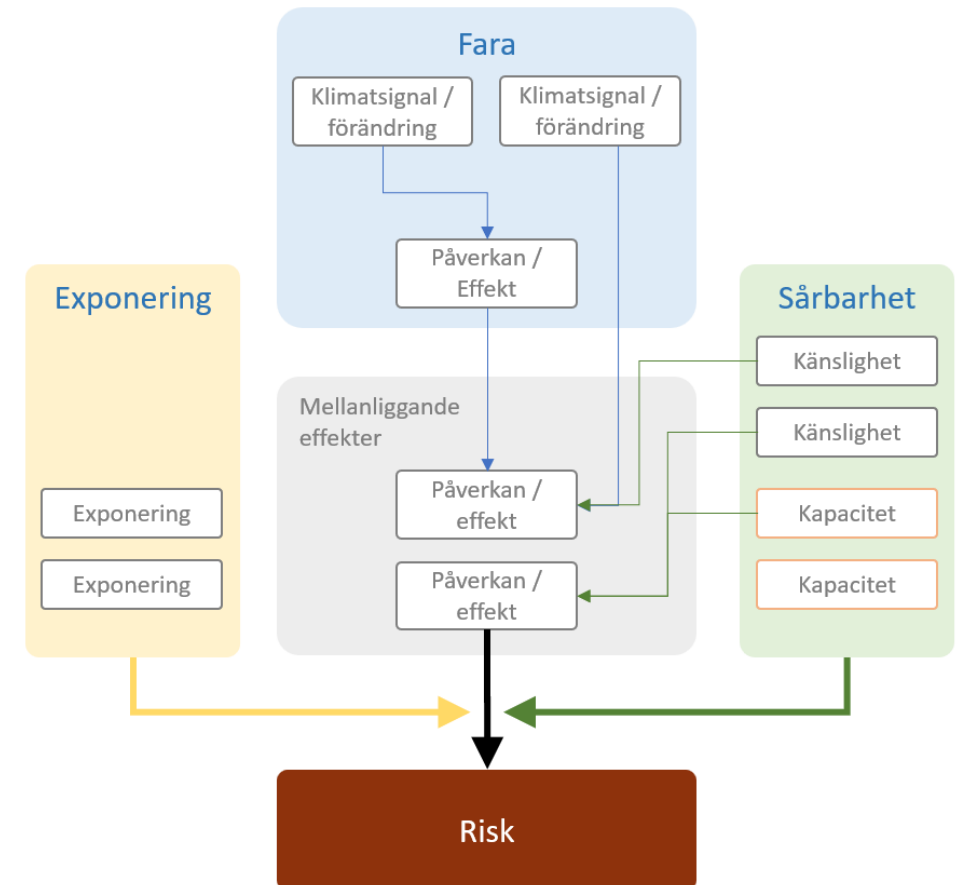 Fara
Klimatsignal /
förändring
Klimatsignal /
förändring
Påverkan /
Effekt
Exponering
Exponering
Exponering
Mellanliggande
effekter
Påverkan /
effekt
Påverkan /
effekt
Sårbarhet
Känslighet
Känslighet
Kapacitet
Kapacitet
Risk